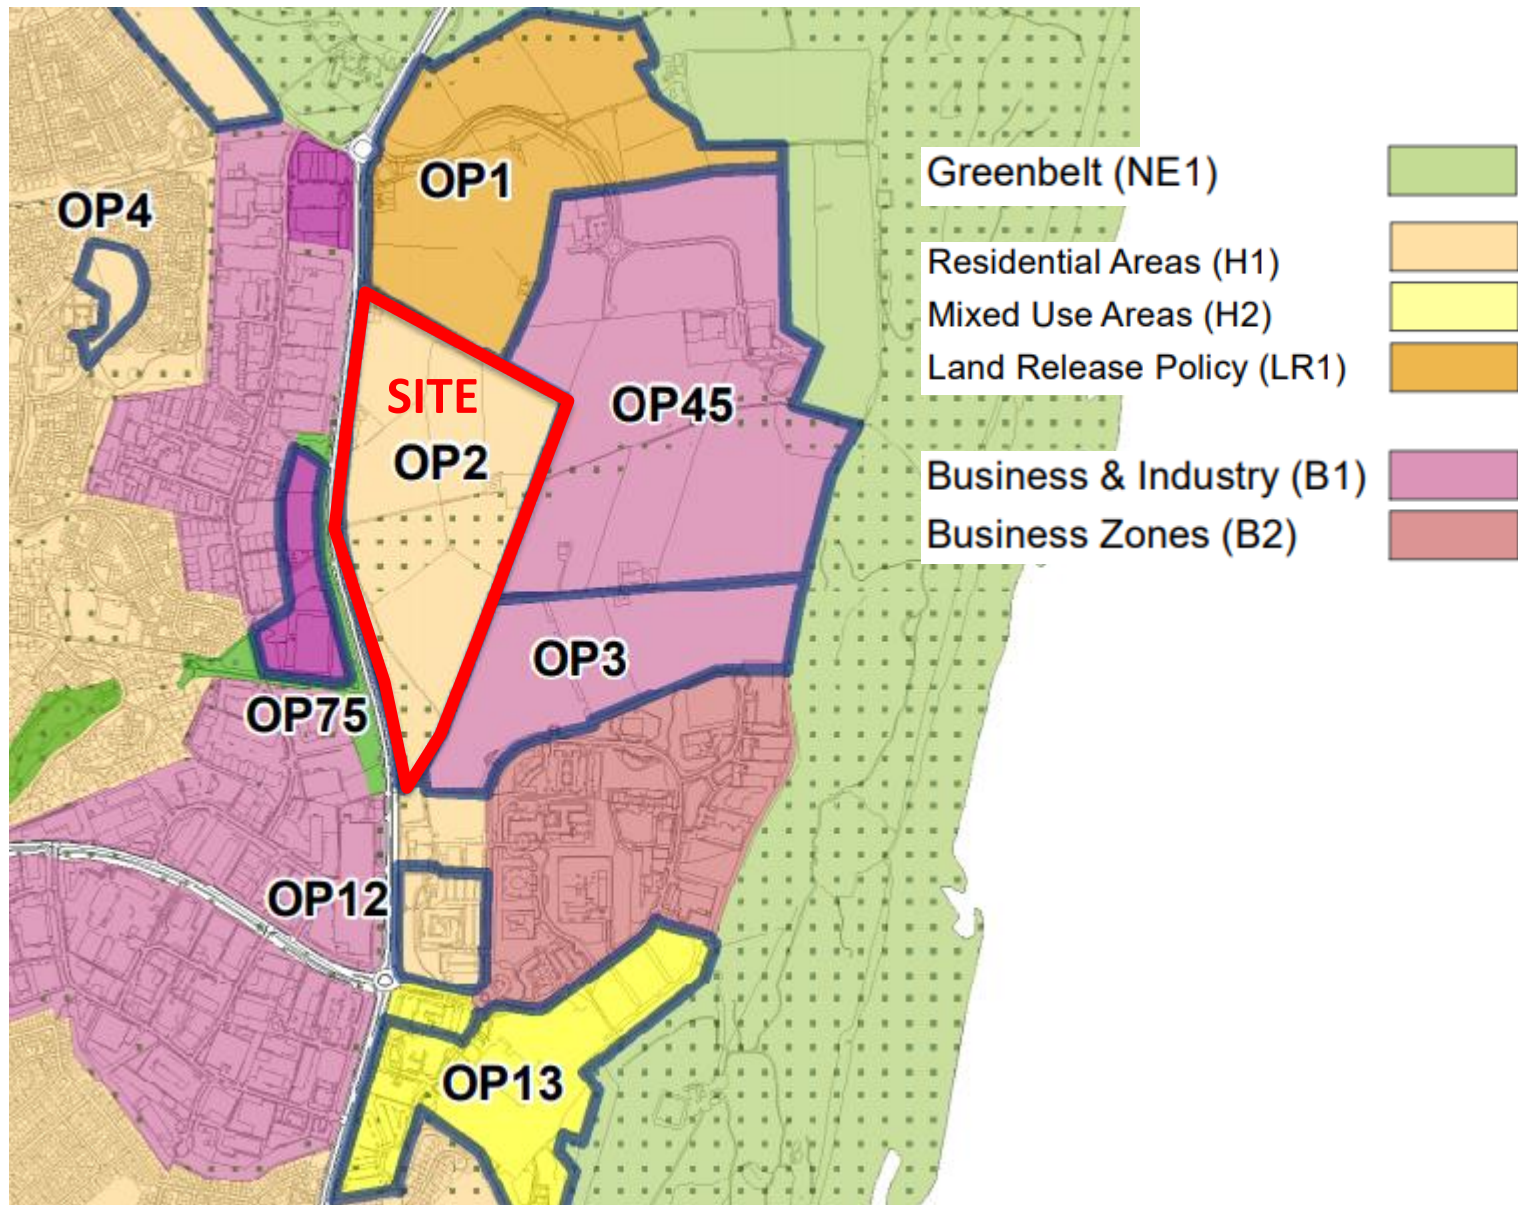 OP1
Greenbelt (NE1)
OP4
Residential Areas (H1)
Mixed Use Areas (H2)
Land Release Policy (LR1)
SITE
OP45
OP2
Business & Industry (B1)
Business Zones (B2)
OP3
OP75
OP12
OP13